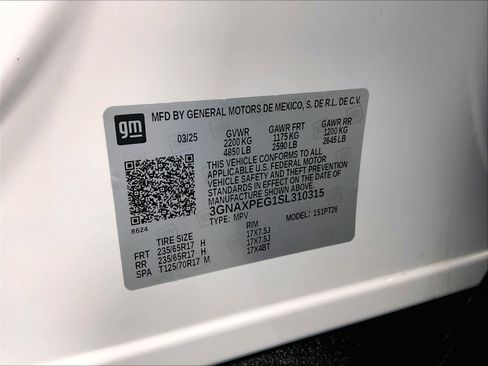 gm
MFD BY GENERAL MOTORS DE MEXICO, S. DE R.L. DE C.V.
03/25 GVWR GAWR FRT GAWR RR
2200 KG 1175 KG 1200 KG
4850 LB 2590 LB 2645 LB
THIS VEHICLE CONFORMS TO ALL
APPLICABLE U.S. FEDERAL MOTOR
VEHICLE SAFETY AND THEFT PREVENTION
STANDARDS IN EFFECT ON THE DATE
OF MANUFACTURE SHOWN ABOVE.
3GNAXPEG1SL310315
TYPE: MPV MODEL: 1S1PT26
8624
TIRE SIZE RIM
FRT 235/65R17 H 17X7.5J
RR 235/65R17 H 17X7.5J
SPA T125/70R17 M 17X4BT